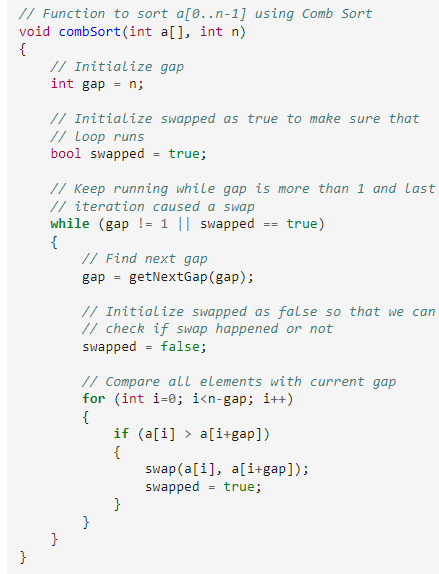 // Function to sort a[0..n-1] using Comb Sort
void combSort(int a[], int n)
{
    // Initialize gap
    int gap = n;

    // Initialize swapped as true to make sure that
    // loop runs
    bool swapped = true;

    // Keep running while gap is more than 1 and last
    // iteration caused a swap
    while (gap != 1 || swapped == true)
    {
        // Find next gap
        gap = getNextGap(gap);

        // Initialize swapped as false so that we can
        // check if swap happened or not
        swapped = false;

        // Compare all elements with current gap
        for (int i=0; i<n-gap; i++)
        {
            if (a[i] > a[i+gap])
            {
                swap(a[i], a[i+gap]);
                swapped = true;
            }
        }
    }
}